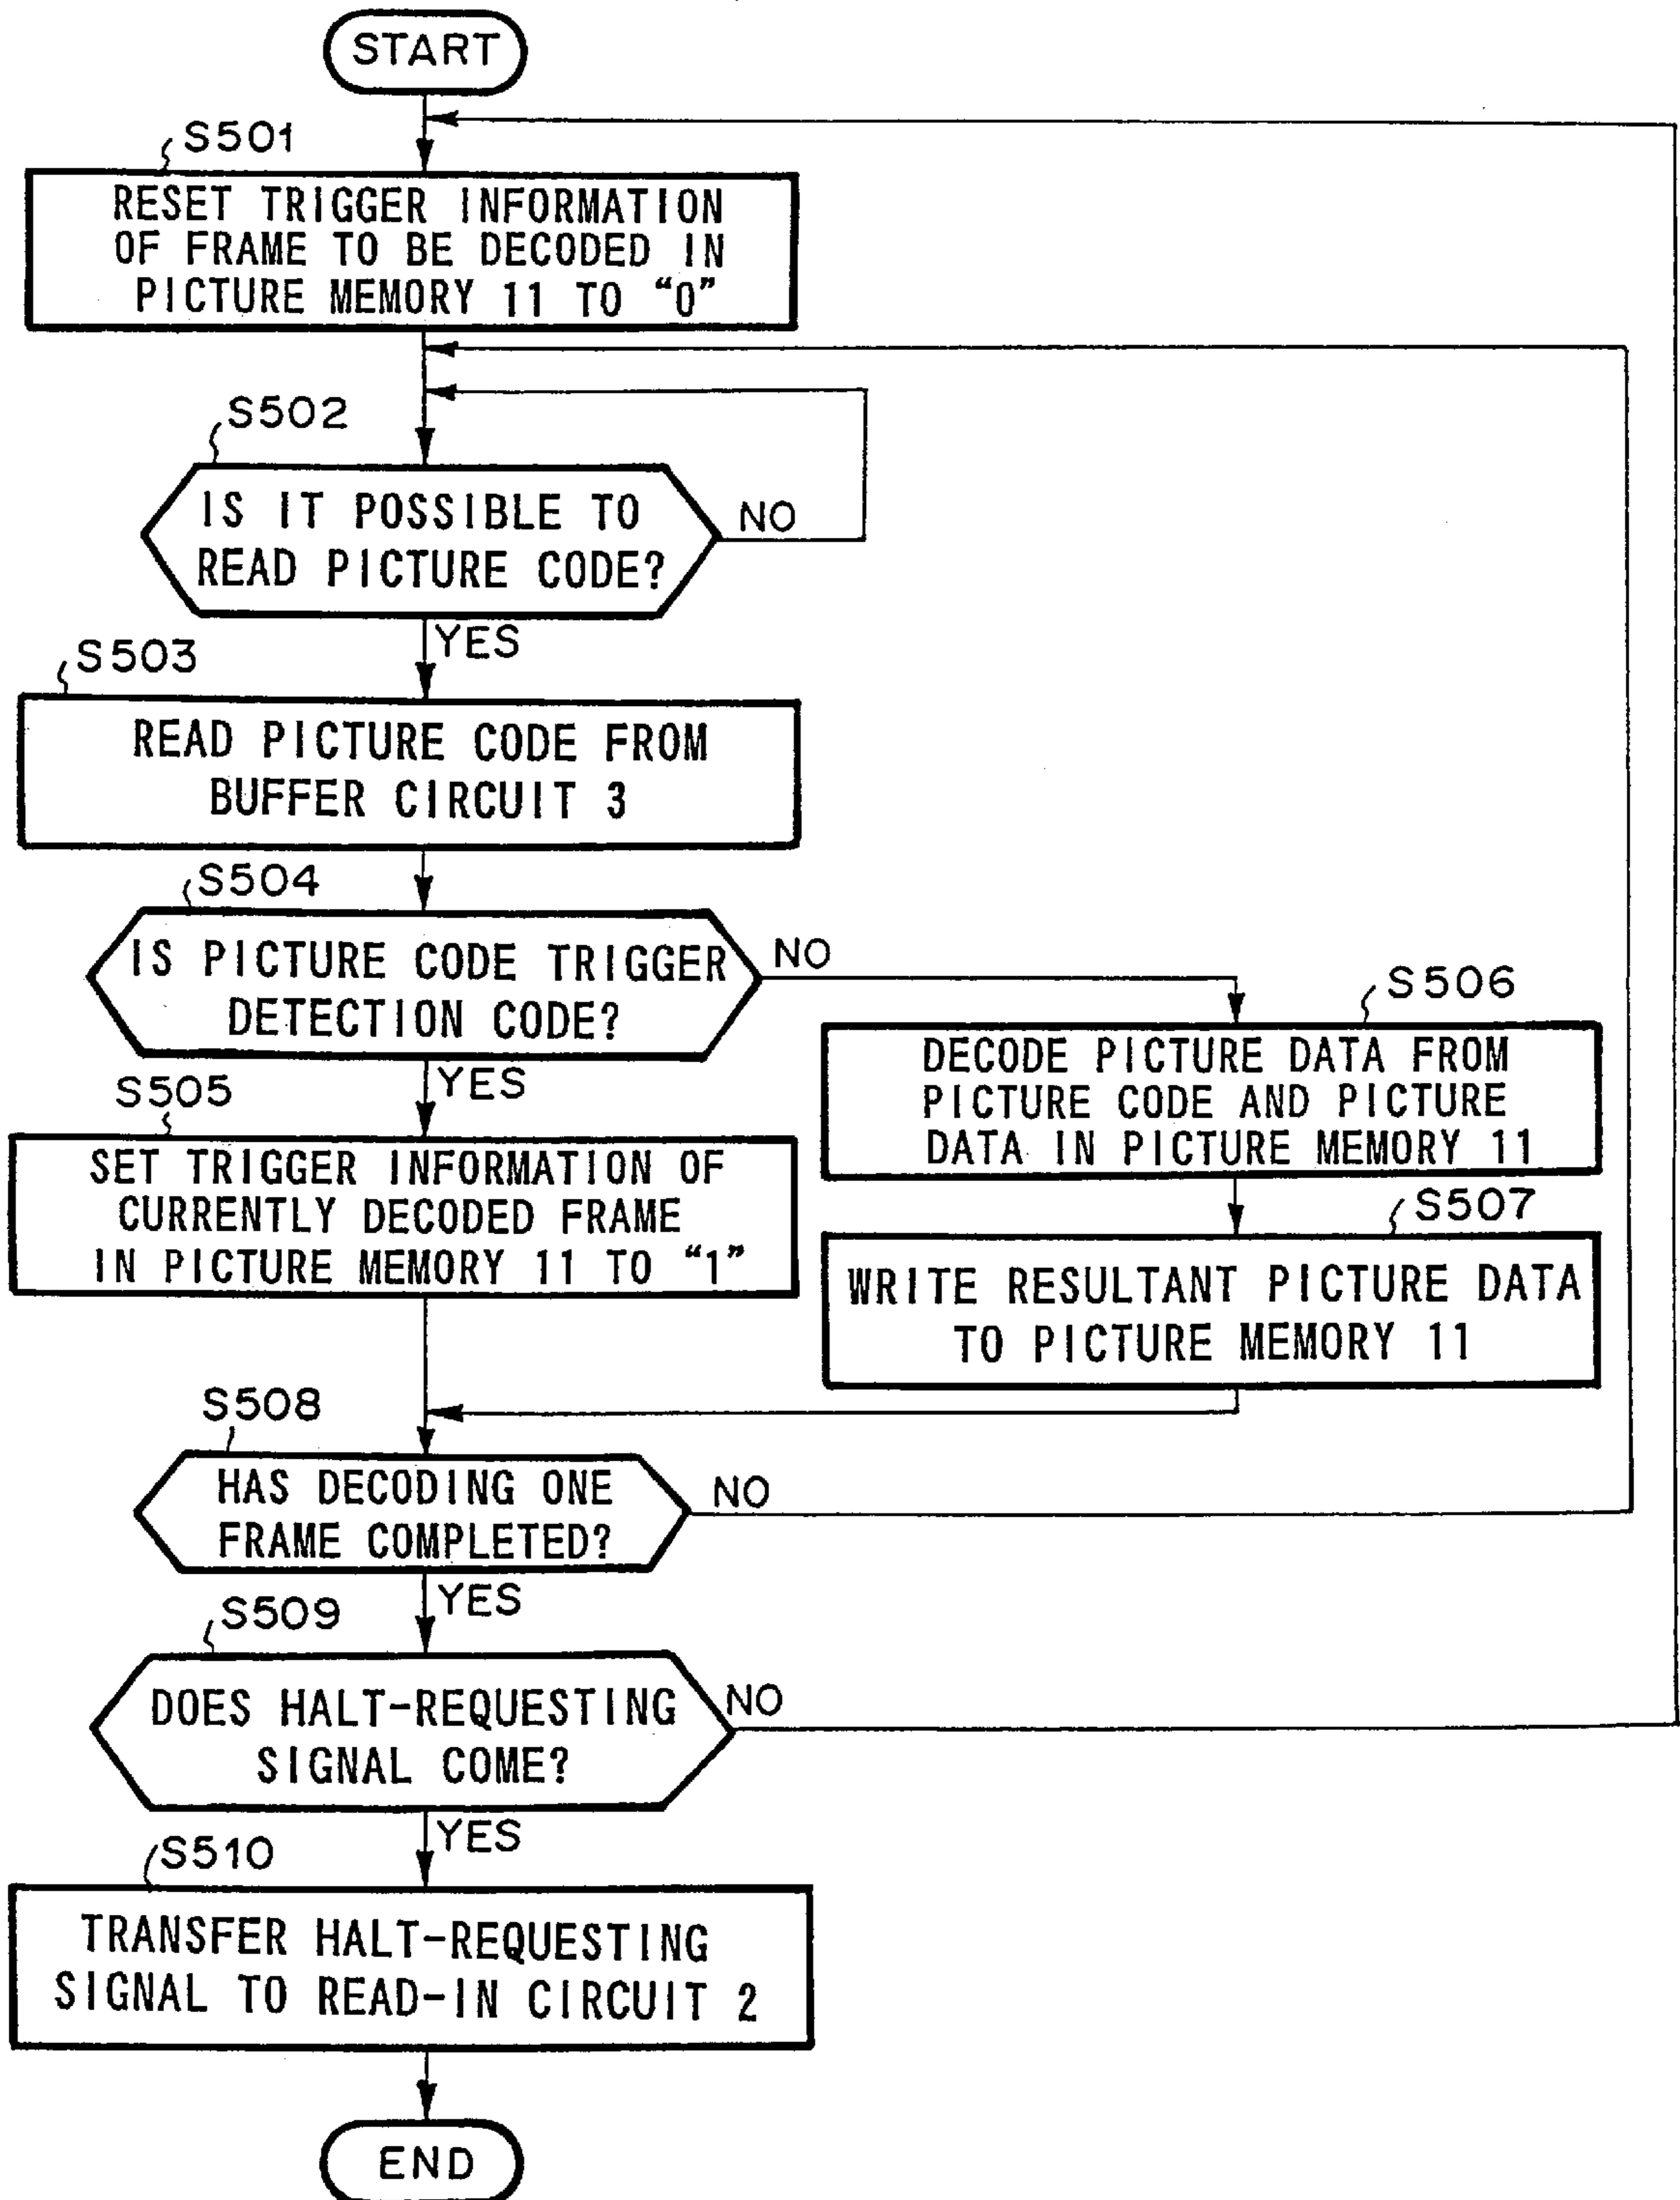 START
S501
RESET TRIGGER INFORMATION
OF FRAME TO BE DECODED IN
PICTURE MEMORY 11 TO “0”
S502
IS IT POSSIBLE TO
READ PICTURE CODE?
NO
YES
S503
READ PICTURE CODE FROM
BUFFER CIRCUIT 3
S504
IS PICTURE CODE TRIGGER
DETECTION CODE?
NO
YES
S505
SET TRIGGER INFORMATION OF
CURRENTLY DECODED FRAME
IN PICTURE MEMORY 11 TO “1”
S506
DECODE PICTURE DATA FROM
PICTURE CODE AND PICTURE
DATA IN PICTURE MEMORY 11
S507
WRITE RESULTANT PICTURE DATA
TO PICTURE MEMORY 11
S508
HAS DECODING ONE
FRAME COMPLETED?
NO
YES
S509
DOES HALT-REQUESTING
SIGNAL COME?
NO
YES
S510
TRANSFER HALT-REQUESTING
SIGNAL TO READ-IN CIRCUIT 2
END